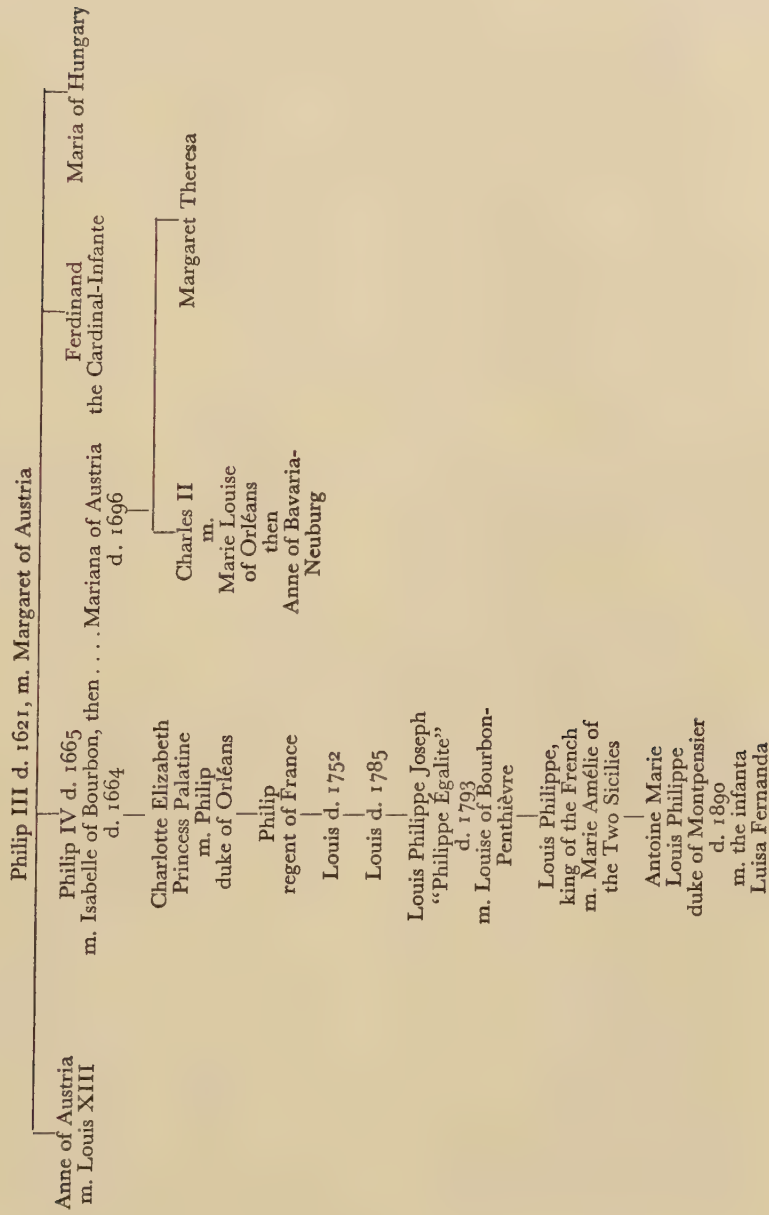 Philip III d. 1621, m. Margaret of Austria
Anne of Austria
m. Louis XIII
Philip IV d. 1665
m. Isabelle of Bourbon, then .... Mariana of Austria
d. 1664
d. 1696
Ferdinand
the Cardinal-Infante
Maria of Hungary
Charlotte Elizabeth
Princess Palatine
m. Philip
duke of Orléans
Charles II
m.
Marie Louise
of Orléans
then
Anne of Bavaria-
Neuburg
Margaret Theresa
Philip
regent of France
Louis d. 1752
Louis d. 1785
Louis Philippe Joseph
“Philippe Égalite”
d. 1793
m. Louise of Bourbon-
Penthièvre
Louis Philippe,
king of the French
m. Marie Amélie of
the Two Sicilies
Antoine Marie
Louis Philippe
duke of Montpensier
d. 1890
m. the infanta
Luisa Fernanda